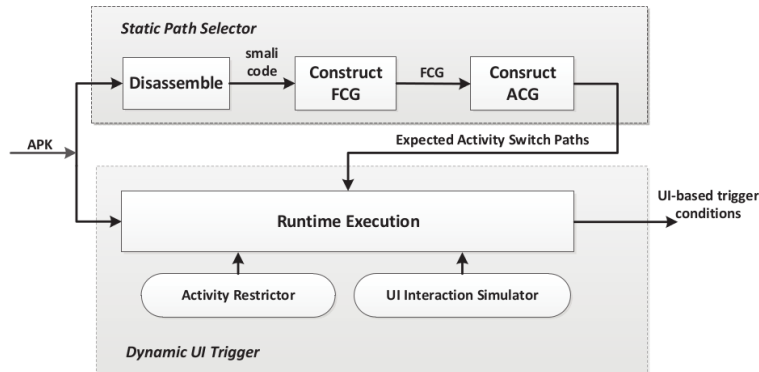 Static Path Selector
smali
code
Disassemble
Construct
FCG
FCG
Consruct
ACG
APK
Expected Activity Switch Paths
UI-based trigger
conditions
Runtime Execution
Activity Restrictor
UI Interaction Simulator
Dynamic UI Trigger